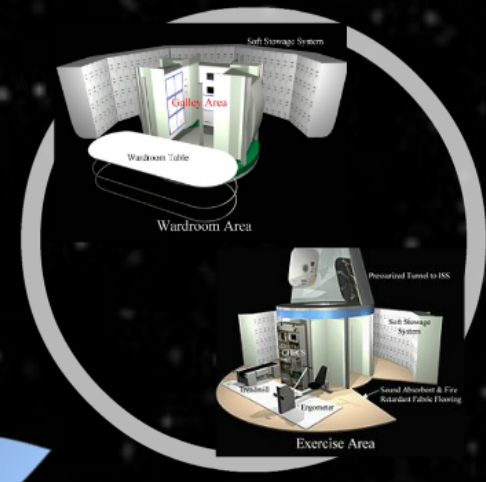 Soft Stowage System
Galley Area
Wardroom Table
Wardroom Area
Pressurized Tunnel to ISS
Soft Stowage
System
CHECS
Treadmill
Sound Absorbent & Fire
Retardant Fabric Flooring
Ergometer
Exercise Area